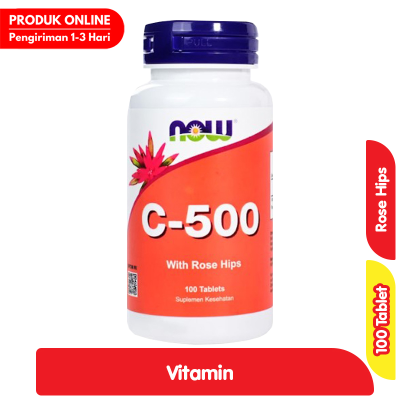 PRODUK ONLINE
Pengiriman 1-3 Hari
now
C-500
With Rose Hips
100 Tablets
Suplemen Kesehatan
Rose Hips
100 Tablet
Vitamin